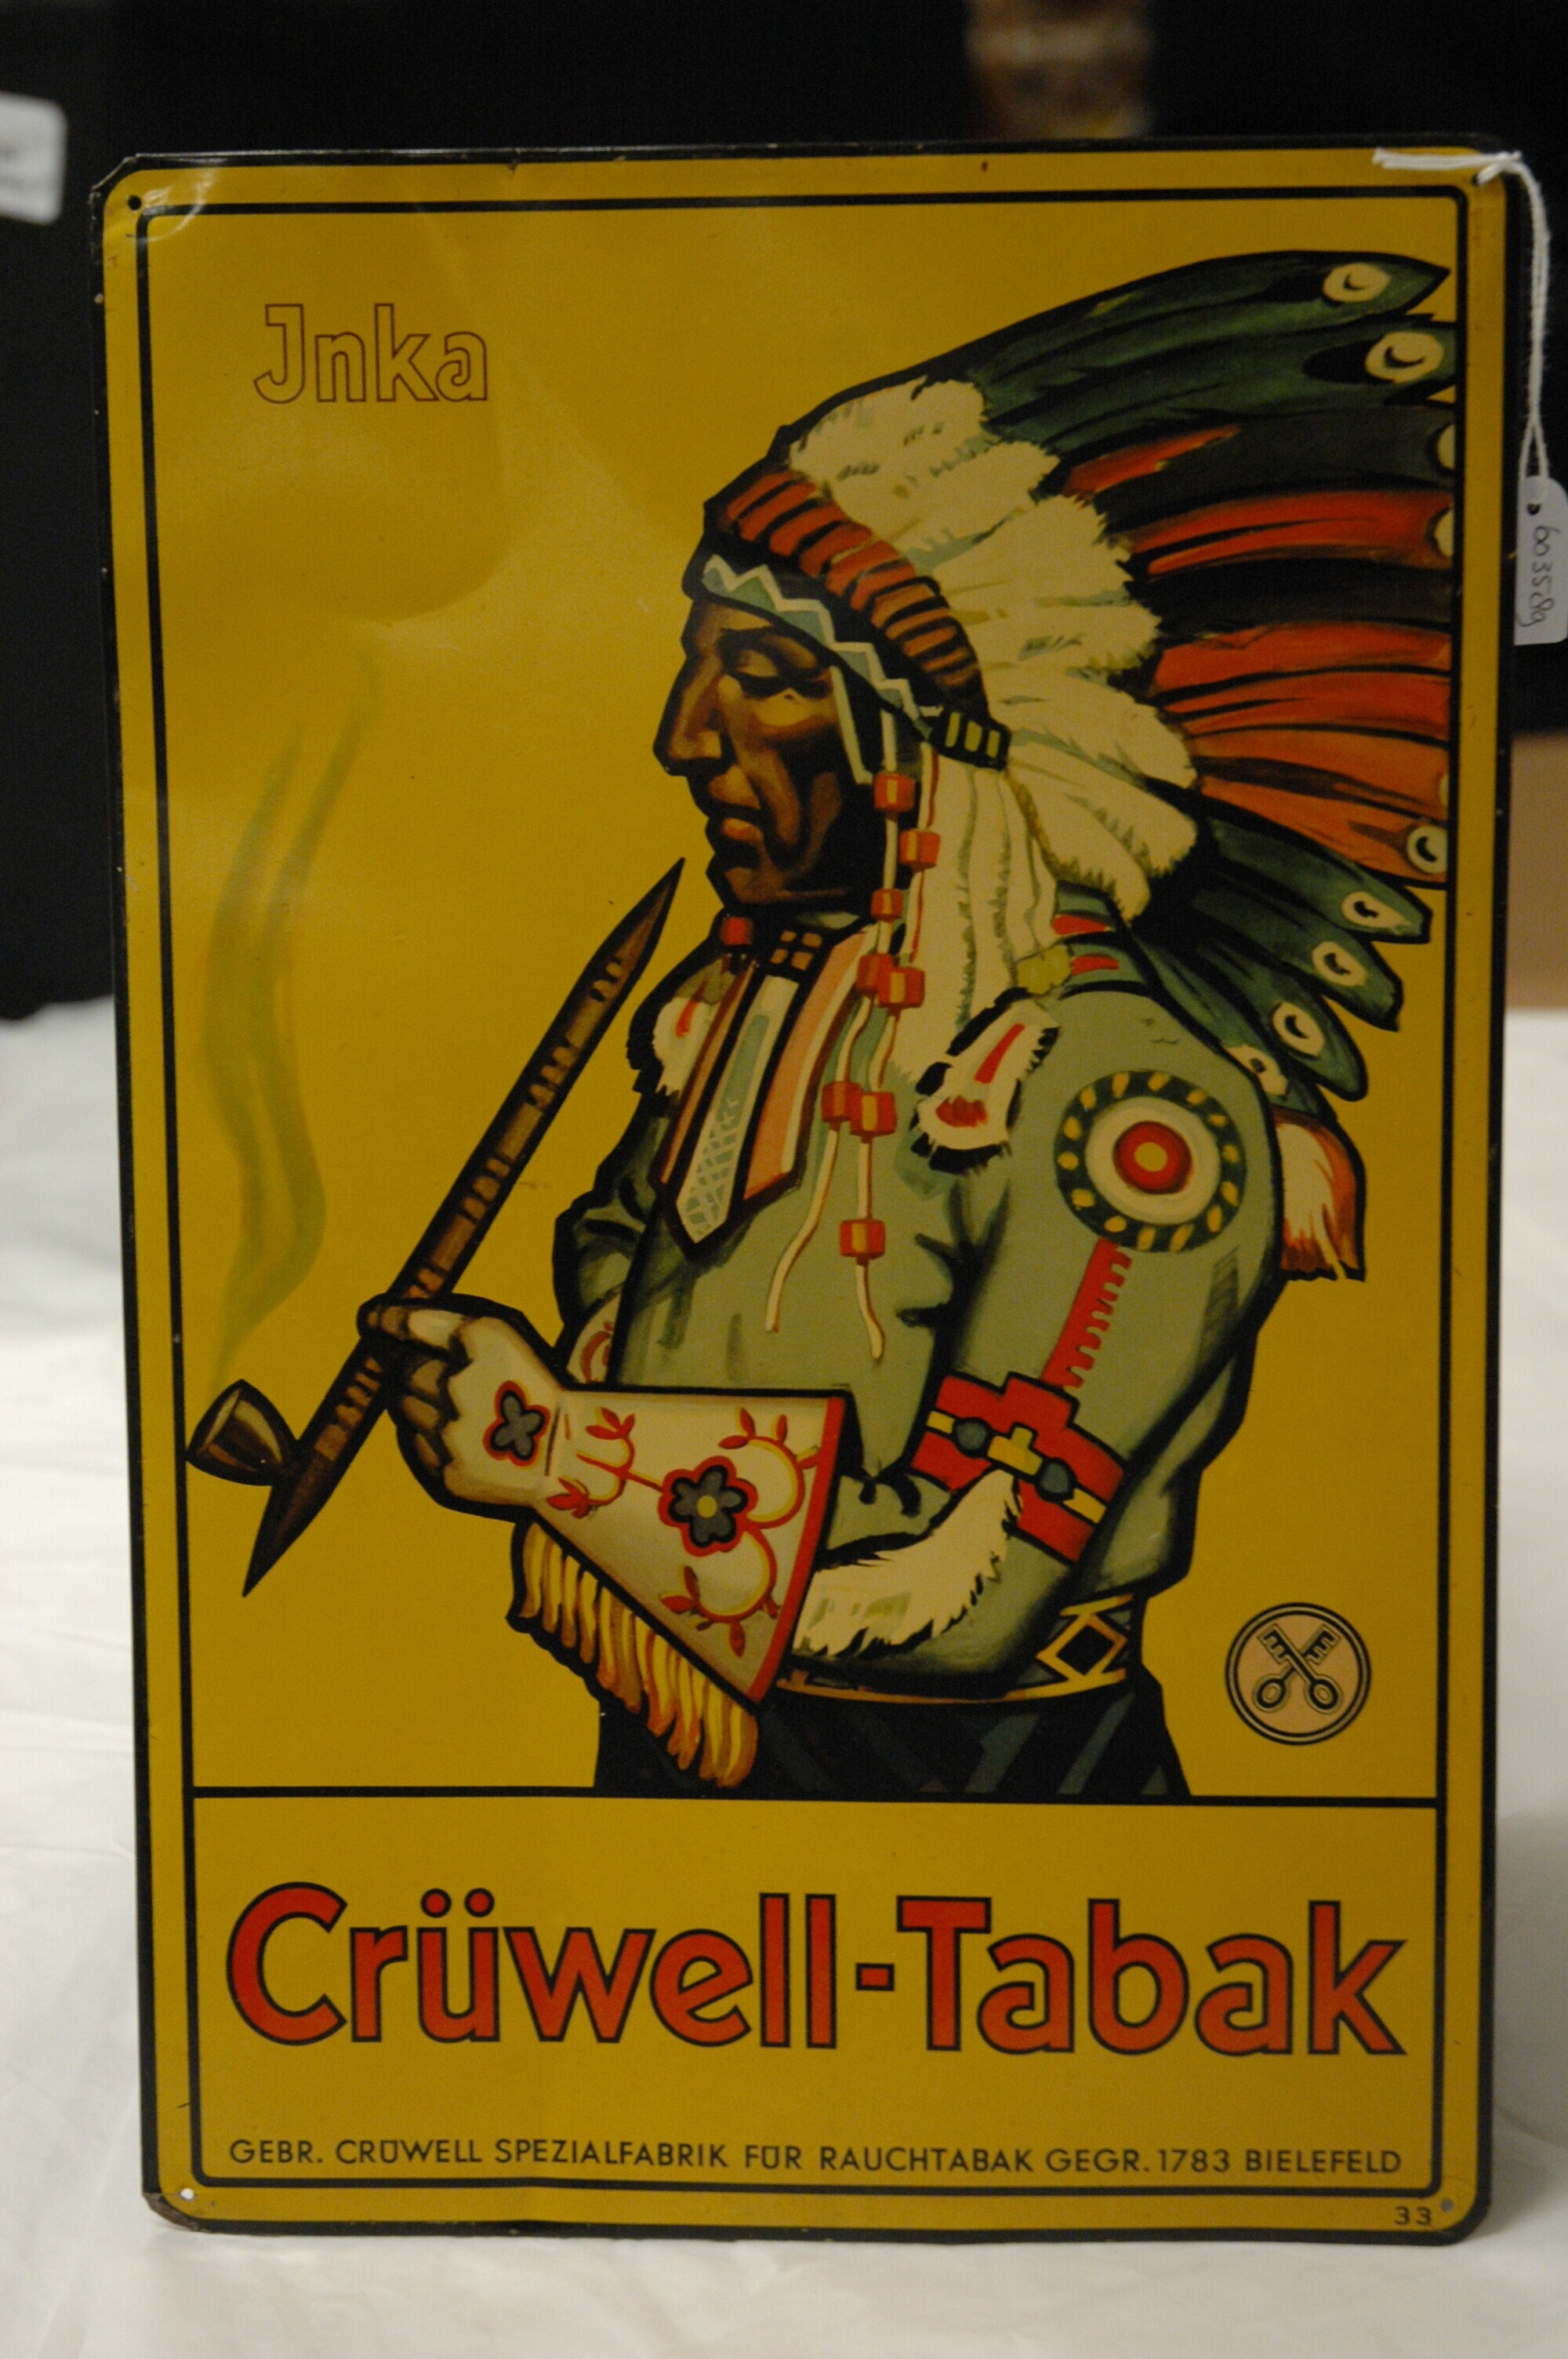 Jnka
Crüwell-Tabak
GEBR. CRÜWELL SPEZIALFABRIK FÜR RAUCHTABAK GEGR. 1783 BIELEFELD
33